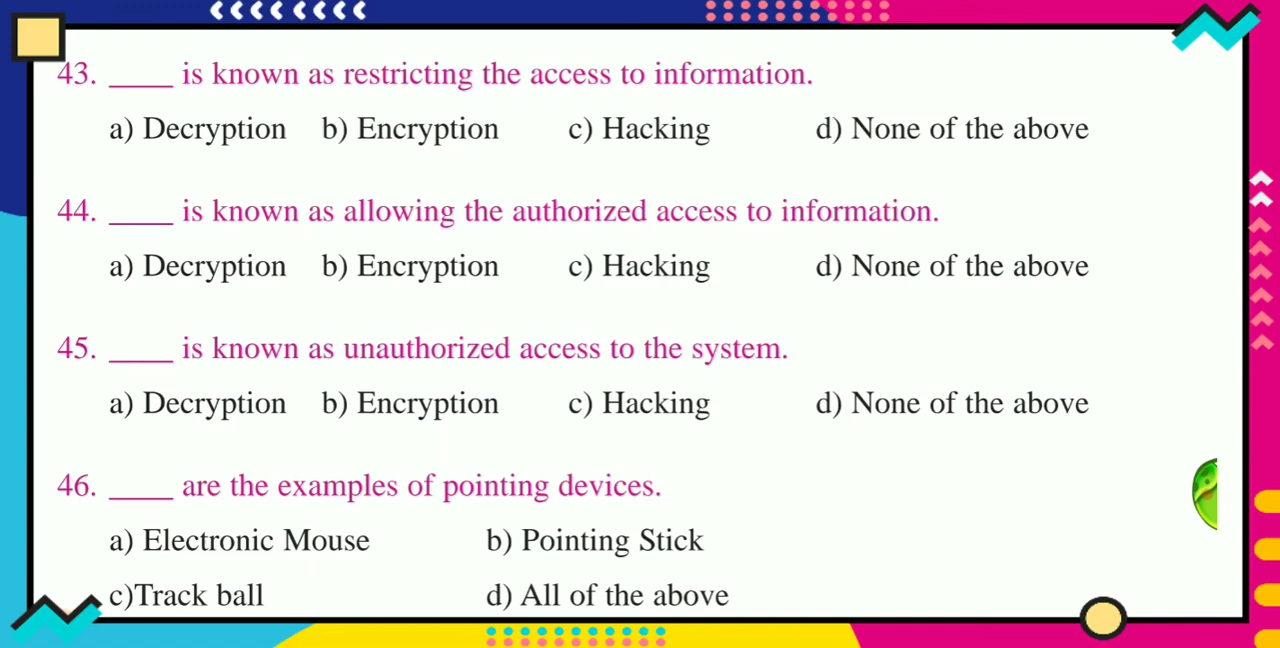 43. ____ is known as restricting the access to information.
a) Decryption b) Encryption c) Hacking d) None of the above
44. ____ is known as allowing the authorized access to information.
a) Decryption b) Encryption c) Hacking d) None of the above
45. ____ is known as unauthorized access to the system.
a) Decryption b) Encryption c) Hacking d) None of the above
46. ____ are the examples of pointing devices.
a) Electronic Mouse b) Pointing Stick
c)Track ball d) All of the above